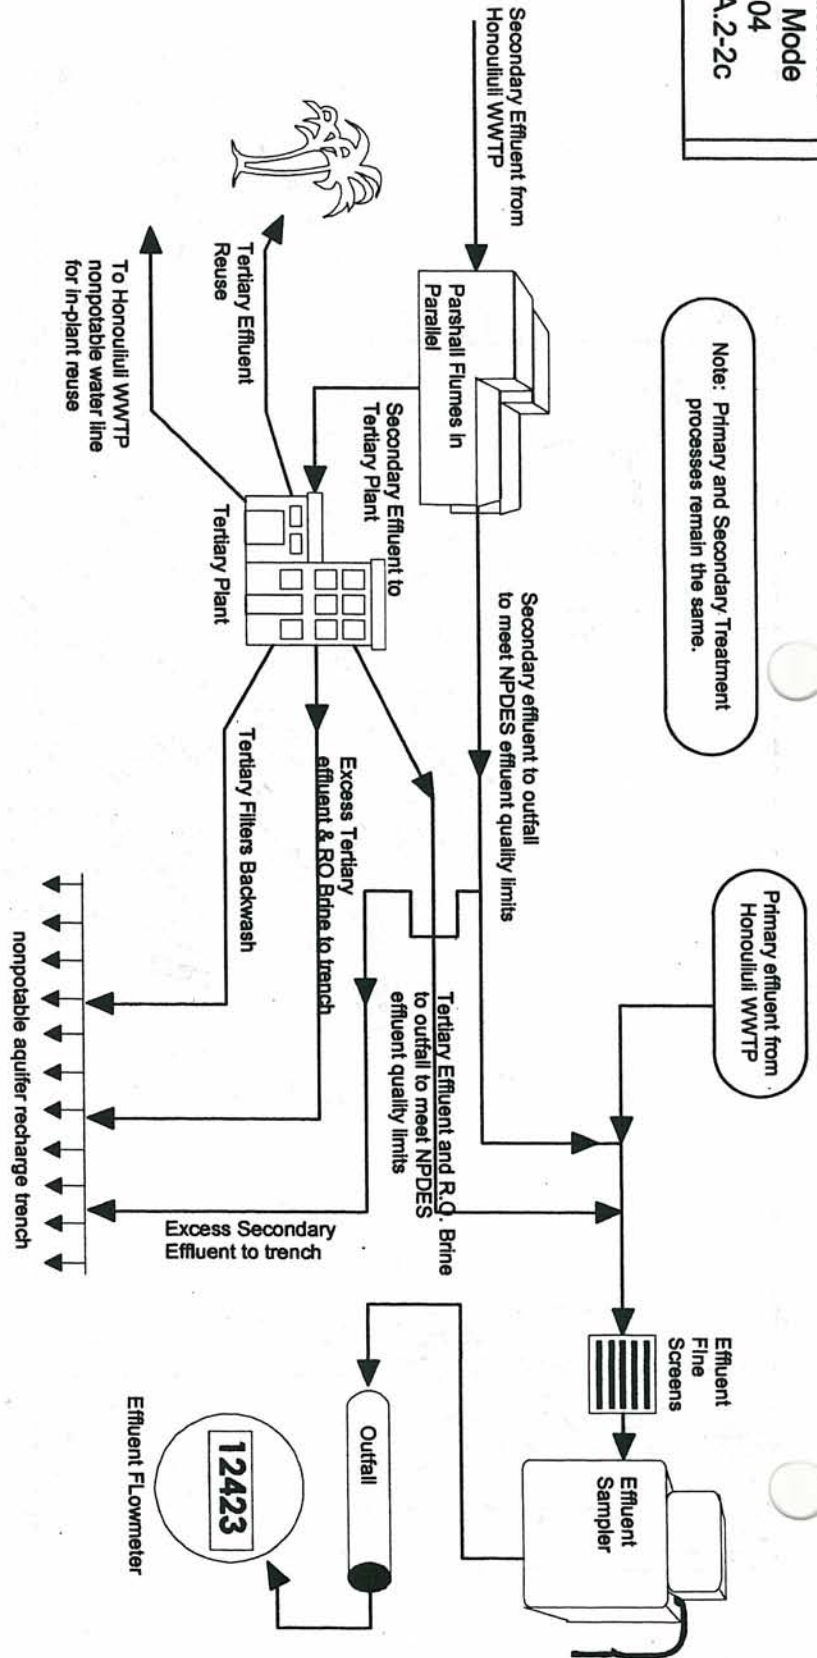 Mode
04
A.2-2c
Note: Primary and Secondary Treatment
processes remain the same.
Primary effluent from
Honouliuli WWTP
Secondary Effluent from
Honouliuli WWTP
Parshall Flumes in
Parallel
Secondary effluent to outfall
to meet NPDES effluent quality limits
Effluent
Fine
Screens
Effluent
Sampler
Secondary Effluent to
Tertiary Plant
Tertiary Effluent
Reuse
To Honouliuli WWTP
nonpotable water line
for in-plant reuse
Tertiary Plant
Tertiary Effluent and R.O. Brine
to outfall to meet NPDES
effluent quality limits
Excess Tertiary
effluent & RO Brine to trench
Tertiary Filters Backwash
Excess Secondary
Effluent to trench
nonpotable aquifer recharge trench
Outfall
12423
Effluent FLowmeter